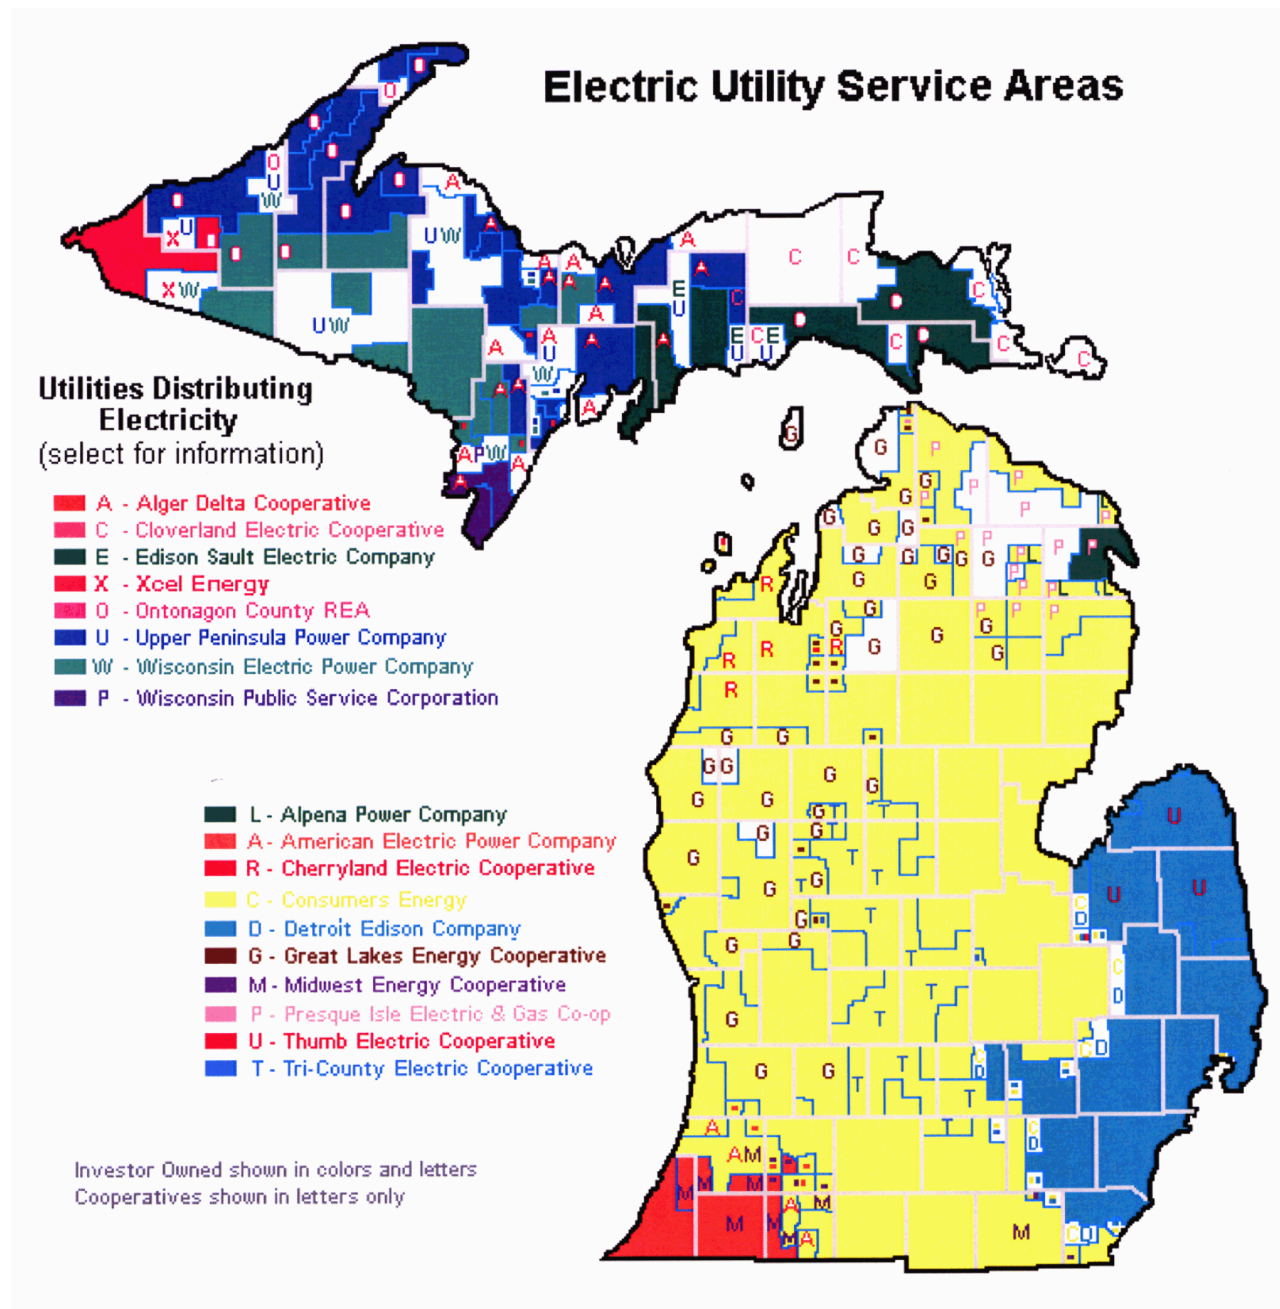 Electric Utility Service Areas
Utilities Distributing
Electricity
(select for information)
A - Alger Delta Cooperative
C - Cloverland Electric Cooperative
E - Edison Sault Electric Company
X - Xcel Energy
O - Ontonagon County REA
U - Upper Peninsula Power Company
W - Wisconsin Electric Power Company
P - Wisconsin Public Service Corporation
L - Alpena Power Company
A - American Electric Power Company
R - Cherryland Electric Cooperative
C - Consumers Energy
D - Detroit Edison Company
G - Great Lakes Energy Cooperative
M - Midwest Energy Cooperative
P - Presque Isle Electric & Gas Co-op
U - Thumb Electric Cooperative
T - Tri-County Electric Cooperative
Investor Owned shown in colors and letters
Cooperatives shown in letters only